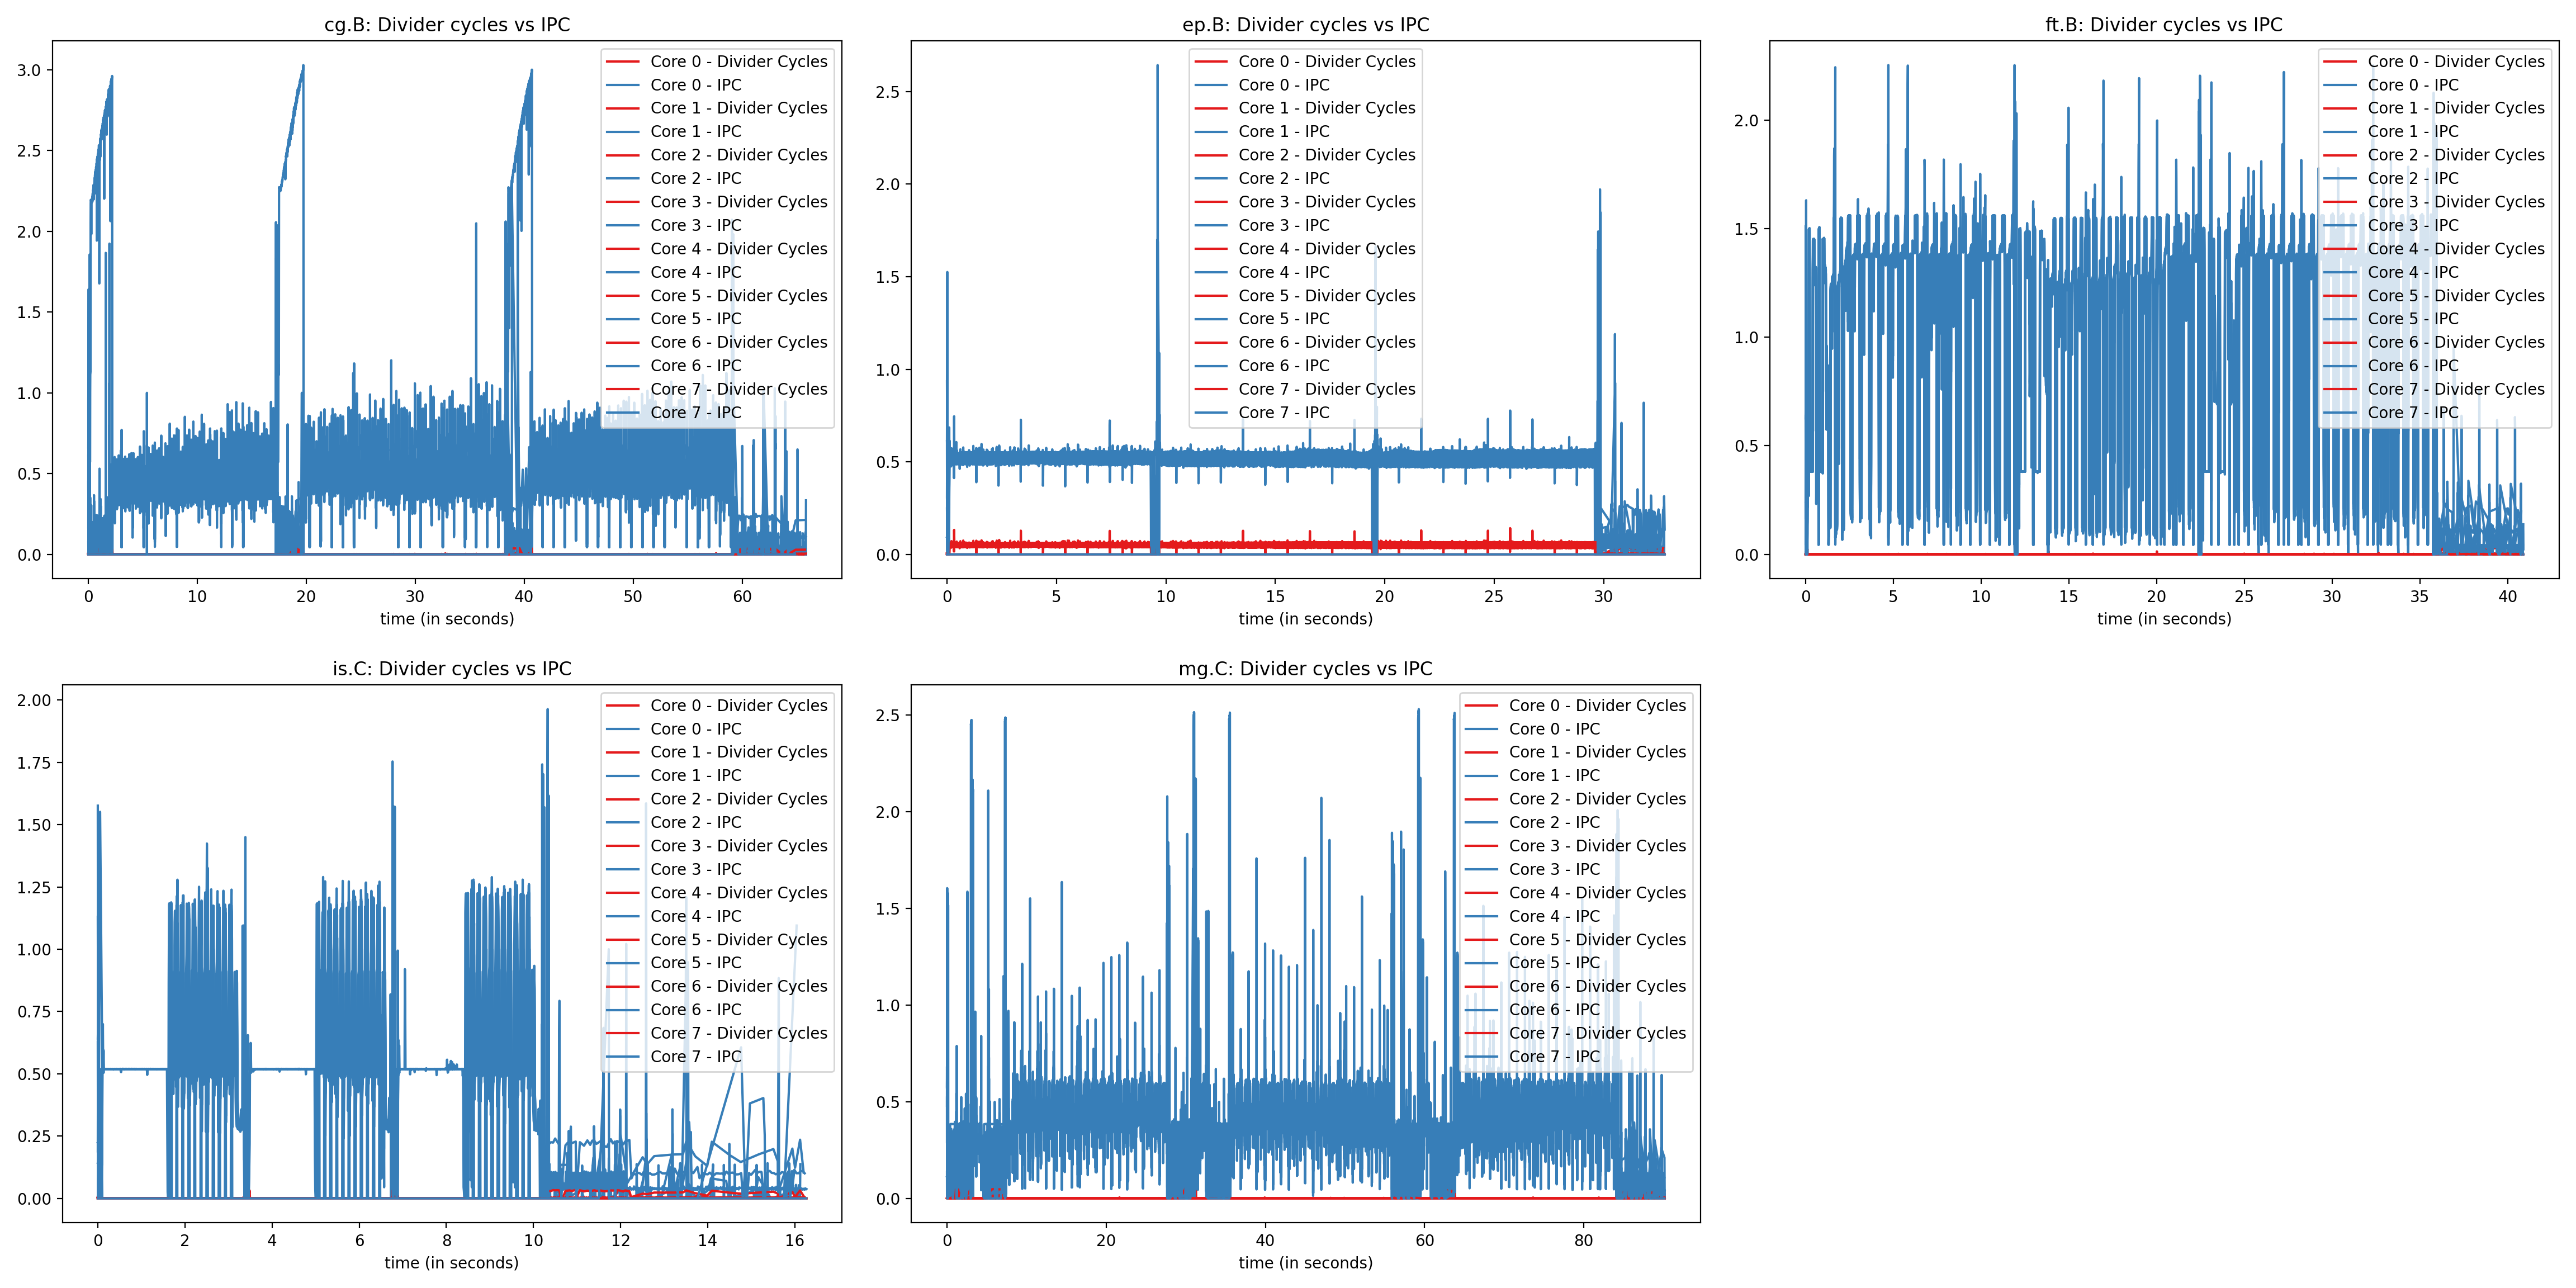 cg.B: Divider cycles vs IPC
3.0
2.5
2.0
1.5
1.0
0.5
0.0
Core 0 - Divider Cycles
Core 0 - IPC
Core 1 - Divider Cycles
Core 1 - IPC
Core 2 - Divider Cycles
Core 2 - IPC
Core 3 - Divider Cycles
Core 3 - IPC
Core 4 - Divider Cycles
Core 4 - IPC
Core 5 - Divider Cycles
Core 5 - IPC
Core 6 - Divider Cycles
Core 6 - IPC
Core 7 - Divider Cycles
Core 7 - IPC
0 10 20 30 40 50 60
time (in seconds)
ep.B: Divider cycles vs IPC
2.5
2.0
1.5
1.0
0.5
0.0
Core 0 - Divider Cycles
Core 0 - IPC
Core 1 - Divider Cycles
Core 1 - IPC
Core 2 - Divider Cycles
Core 2 - IPC
Core 3 - Divider Cycles
Core 3 - IPC
Core 4 - Divider Cycles
Core 4 - IPC
Core 5 - Divider Cycles
Core 5 - IPC
Core 6 - Divider Cycles
Core 6 - IPC
Core 7 - Divider Cycles
Core 7 - IPC
0 5 10 15 20 25 30
time (in seconds)
ft.B: Divider cycles vs IPC
2.0
1.5
1.0
0.5
0.0
Core 0 - Divider Cycles
Core 0 - IPC
Core 1 - Divider Cycles
Core 1 - IPC
Core 2 - Divider Cycles
Core 2 - IPC
Core 3 - Divider Cycles
Core 3 - IPC
Core 4 - Divider Cycles
Core 4 - IPC
Core 5 - Divider Cycles
Core 5 - IPC
Core 6 - Divider Cycles
Core 6 - IPC
Core 7 - Divider Cycles
Core 7 - IPC
0 5 10 15 20 25 30 35 40
time (in seconds)
is.C: Divider cycles vs IPC
2.00
1.75
1.50
1.25
1.00
0.75
0.50
0.25
0.00
Core 0 - Divider Cycles
Core 0 - IPC
Core 1 - Divider Cycles
Core 1 - IPC
Core 2 - Divider Cycles
Core 2 - IPC
Core 3 - Divider Cycles
Core 3 - IPC
Core 4 - Divider Cycles
Core 4 - IPC
Core 5 - Divider Cycles
Core 5 - IPC
Core 6 - Divider Cycles
Core 6 - IPC
Core 7 - Divider Cycles
Core 7 - IPC
0 2 4 6 8 10 12 14 16
time (in seconds)
mg.C: Divider cycles vs IPC
2.5
2.0
1.5
1.0
0.5
0.0
Core 0 - Divider Cycles
Core 0 - IPC
Core 1 - Divider Cycles
Core 1 - IPC
Core 2 - Divider Cycles
Core 2 - IPC
Core 3 - Divider Cycles
Core 3 - IPC
Core 4 - Divider Cycles
Core 4 - IPC
Core 5 - Divider Cycles
Core 5 - IPC
Core 6 - Divider Cycles
Core 6 - IPC
Core 7 - Divider Cycles
Core 7 - IPC
0 20 40 60 80
time (in seconds)